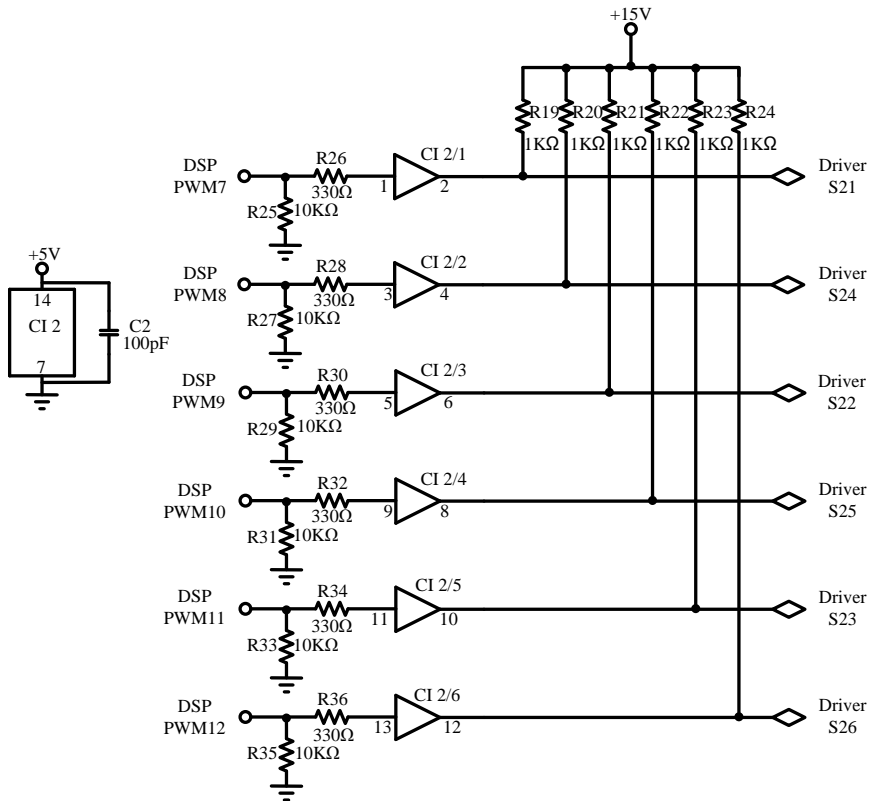 +15V
R19 R20 R21 R22 R23 R24
1KΩ 1KΩ 1KΩ 1KΩ 1KΩ 1KΩ
DSP
PWM7
R26
330Ω
R25
10KΩ
CI 2/1
1
2
Driver
S21
DSP
PWM8
R28
330Ω
R27
10KΩ
CI 2/2
3
4
Driver
S24
+5V
14
CI 2
7
C2
100pF
DSP
PWM9
R30
330Ω
R29
10KΩ
CI 2/3
5
6
Driver
S22
DSP
PWM10
R32
330Ω
R31
10KΩ
CI 2/4
9
8
Driver
S25
DSP
PWM11
R34
330Ω
R33
10KΩ
CI 2/5
11
10
Driver
S23
DSP
PWM12
R36
330Ω
R35
10KΩ
CI 2/6
13
12
Driver
S26